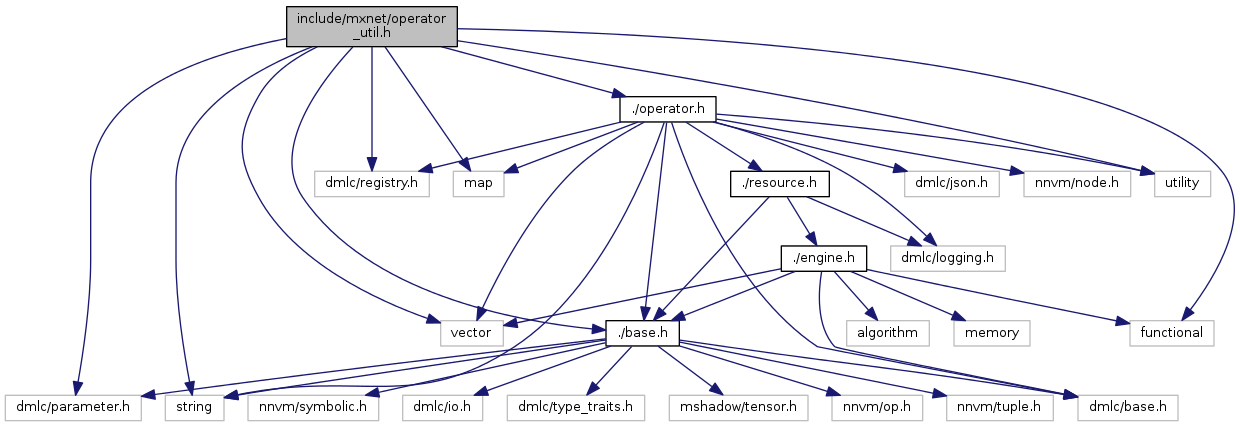 include/mxnet/operator
_util.h
./operator.h
dmlc/registry.h
map
./resource.h
dmlc/json.h
nnvm/node.h
utility
./engine.h
dmlc/logging.h
vector
./base.h
algorithm
memory
functional
dmlc/parameter.h
string
nnvm/symbolic.h
dmlc/io.h
dmlc/type_traits.h
mshadow/tensor.h
nnvm/op.h
nnvm/tuple.h
dmlc/base.h